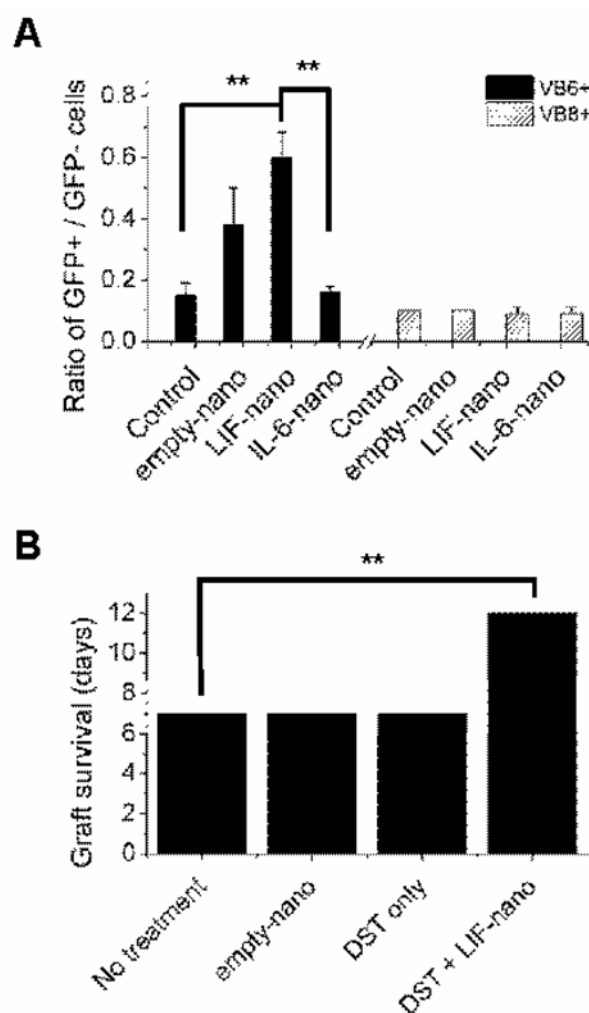 A
** **
VB6+
VB8+
0.8
0.6
0.4
0.2
0.0
Ratio of GFP+ / GFP- cells
Control
empty-nano
LIF-nano
IL-6-nano
Control
empty-nano
LIF-nano
IL-6-nano
B
**
12
10
8
6
4
2
0
Graft survival (days)
No treatment
empty-nano
DST only
DST + LIF-nano